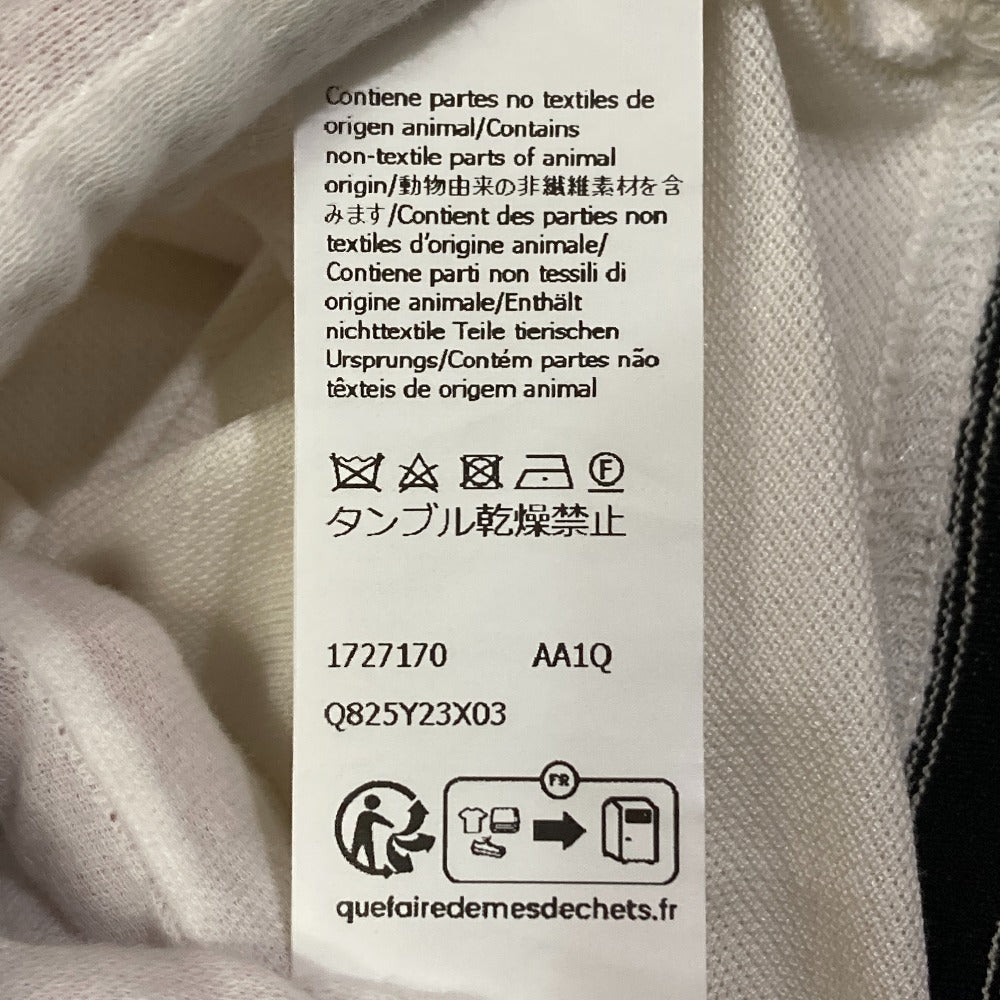 Contiene partes no textiles de
origen animal/Contains
non-textile parts of animal
origin/動物由来の非繊維素材を含
みます/Contient des parties non
textiles d'origine animale/
Contiene parti non tessili di
origine animale/Enthält
nichttextile Teile tierischen
Ursprungs/Contém partes não
têxteis de origem animal
F
タンブル乾燥禁止
1727170 AA1Q
Q825Y23X03
FR
quefairedemesdechets.fr